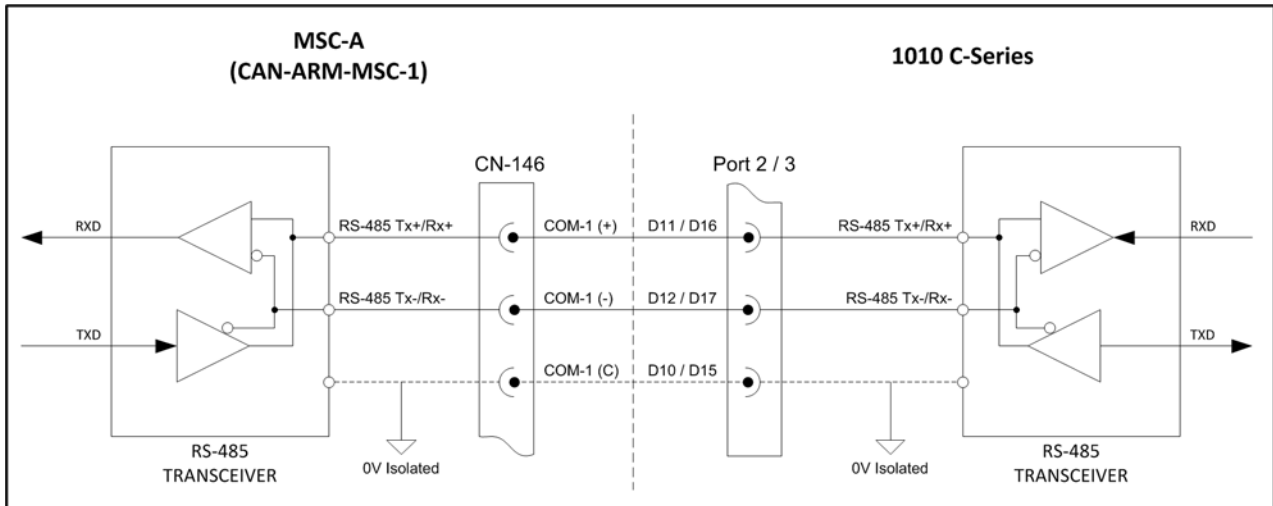 MSC-A
(CAN-ARM-MSC-1)
1010 C-Series
CN-146
Port 2 / 3
RXD
RS-485 Tx+/Rx+
COM-1 (+)
D11 / D16
RS-485 Tx+/Rx+
RXD
RS-485 Tx-/Rx-
COM-1 (-)
D12 / D17
RS-485 Tx-/Rx-
TXD
TXD
COM-1 (C)
D10 / D15
RS-485
TRANSCEIVER
0V Isolated
0V Isolated
RS-485
TRANSCEIVER